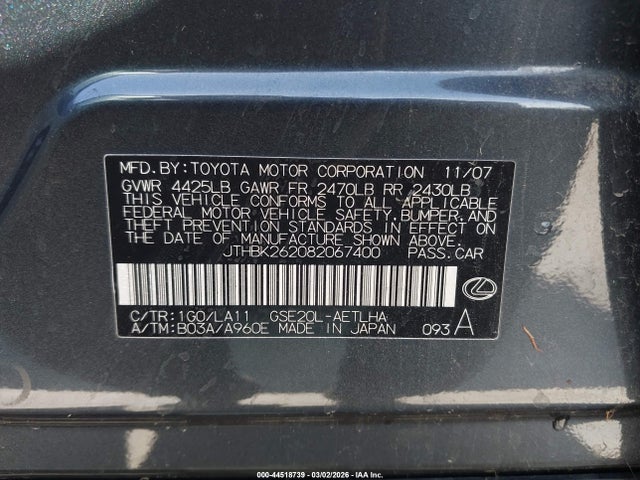 MFD.BY:TOYOTA MOTOR CORPORATION 11/07
GVWR 4425LB GAWR FR 2470LB RR 2430LB
THIS VEHICLE CONFORMS TO ALL APPLICABLE
FEDERAL MOTOR VEHICLE SAFETY,BUMPER,AND
THEFT PREVENTION STANDARDS IN EFFECT ON
THE DATE OF MANUFACTURE SHOWN ABOVE.
JTHBK262082067400 PASS.CAR
C/TR:1G0/LA11 GSE20L-AETLHA
A/TM:B03A/A960E MADE IN JAPAN 093 A
000-44518739 - 03/02/2026 - IAA Inc.